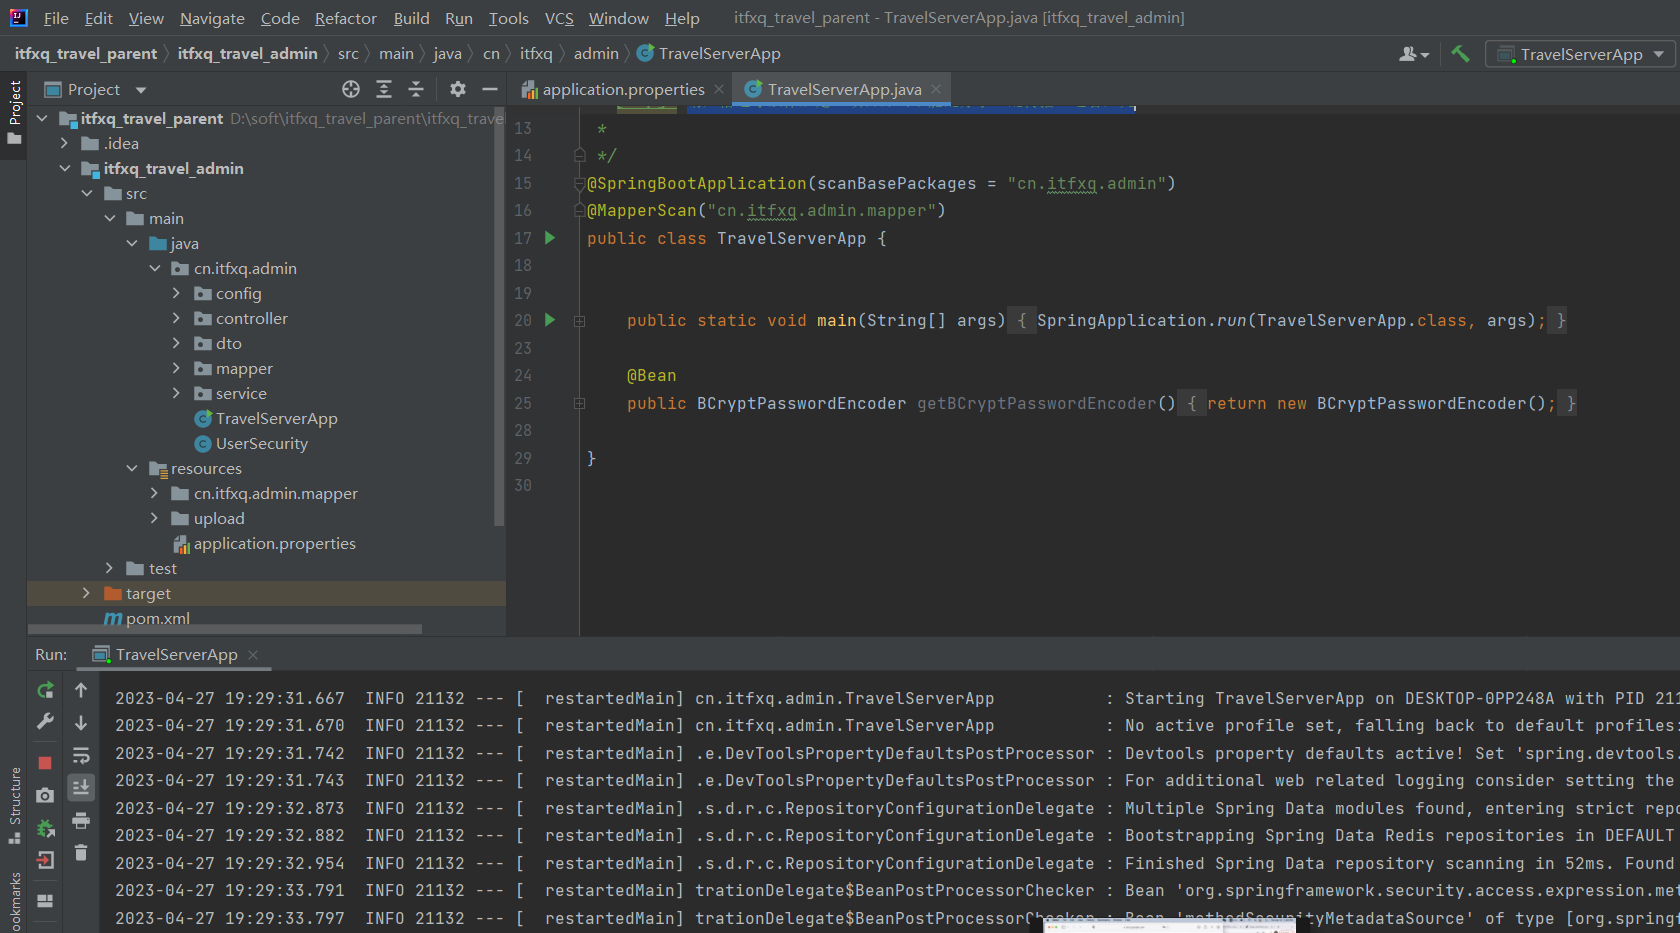 File Edit View Navigate Code Refactor Build Run Tools VCS Window Help itfxq_travel_parent - TravelServerApp.java [itfxq_travel_admin]
itfxq_travel_parent itfxq_travel_admin src main java cn itfxq admin TravelServerApp TravelServerApp
Project
Project
application.properties
TravelServerApp.java
itfxq_travel_parent D:\soft\itfxq_travel_parent\itfxq_trave
.idea
itfxq_travel_admin
src
main
java
cn.itfxq.admin
config
controller
dto
mapper
service
TravelServerApp
UserSecurity
resources
cn.itfxq.admin.mapper
upload
application.properties
test
target
pom.xml
13 *
14 */
15 @SpringBootApplication(scanBasePackages = "cn.itfxq.admin")
16 @MapperScan("cn.itfxq.admin.mapper")
17 public class TravelServerApp {
18
19
20 public static void main(String[] args) { SpringApplication.run(TravelServerApp.class, args); }
23
24 @Bean
25 public BCryptPasswordEncoder getBCryptPasswordEncoder() { return new BCryptPasswordEncoder(); }
28
29 }
30
Run: TravelServerApp
2023-04-27 19:29:31.667 INFO 21132 --- [ restartedMain] cn.itfxq.admin.TravelServerApp : Starting TravelServerApp on DESKTOP-0PP248A with PID 211
2023-04-27 19:29:31.670 INFO 21132 --- [ restartedMain] cn.itfxq.admin.TravelServerApp : No active profile set, falling back to default profiles:
2023-04-27 19:29:31.742 INFO 21132 --- [ restartedMain] .e.DevToolsPropertyDefaultsPostProcessor : Devtools property defaults active! Set 'spring.devtools.
2023-04-27 19:29:31.743 INFO 21132 --- [ restartedMain] .e.DevToolsPropertyDefaultsPostProcessor : For additional web related logging consider setting the
2023-04-27 19:29:32.873 INFO 21132 --- [ restartedMain] .s.d.r.c.RepositoryConfigurationDelegate : Multiple Spring Data modules found, entering strict repo
2023-04-27 19:29:32.882 INFO 21132 --- [ restartedMain] .s.d.r.c.RepositoryConfigurationDelegate : Bootstrapping Spring Data Redis repositories in DEFAULT
2023-04-27 19:29:32.954 INFO 21132 --- [ restartedMain] .s.d.r.c.RepositoryConfigurationDelegate : Finished Spring Data repository scanning in 52ms. Found
2023-04-27 19:29:33.791 INFO 21132 --- [ restartedMain] trationDelegate$BeanPostProcessorChecker : Bean 'org.springframework.security.access.expression.met
2023-04-27 19:29:33.797 INFO 21132 --- [ restartedMain] trationDelegate$BeanPostProcessorChecker : Bean 'methodSecurityMetadataSource' of type [org.springf
Structure
ookmarks